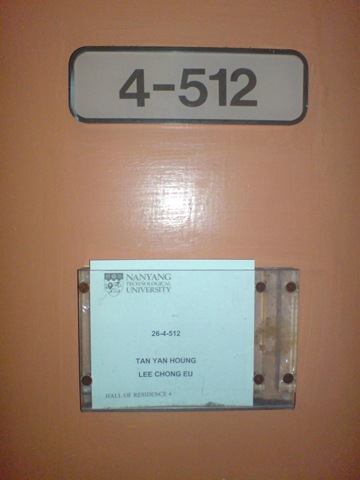 4-512
NANYANG
TECHNOLOGICAL
UNIVERSITY
26-4-512
TAN YAN HOUNG
LEE CHONG EU
HALL OF RESIDENCE 4